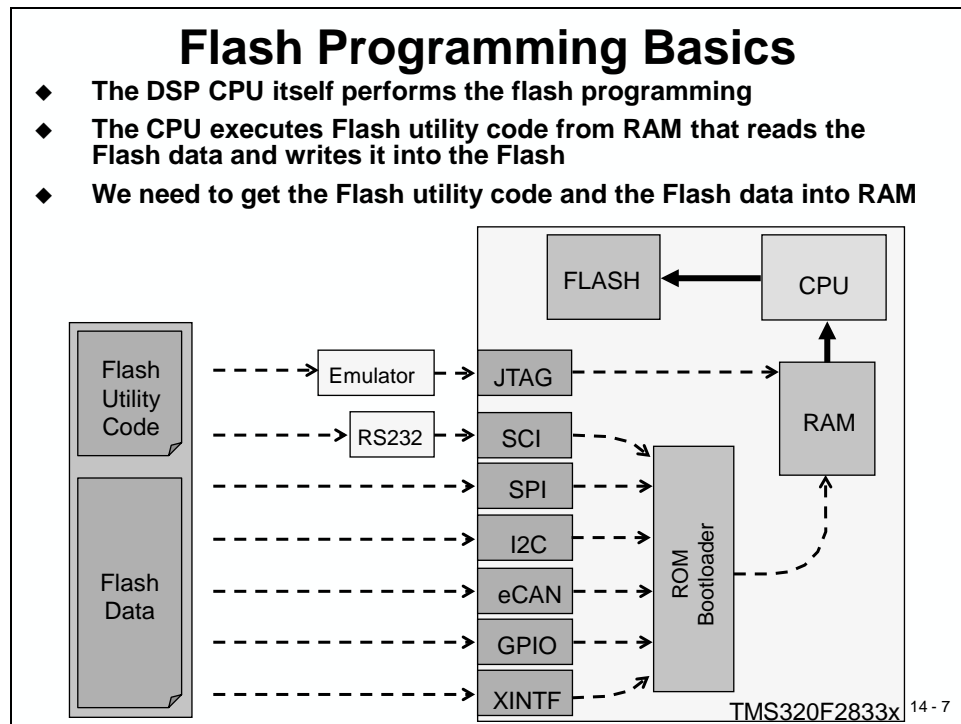 Flash Programming Basics
◆ The DSP CPU itself performs the flash programming
◆ The CPU executes Flash utility code from RAM that reads the
Flash data and writes it into the Flash
◆ We need to get the Flash utility code and the Flash data into RAM
FLASH
CPU
Flash
Utility
Code
Emulator
JTAG
RAM
RS232
SCI
SPI
I2C
ROM
Bootloader
Flash
Data
eCAN
GPIO
XINTF
TMS320F2833x
14 - 7